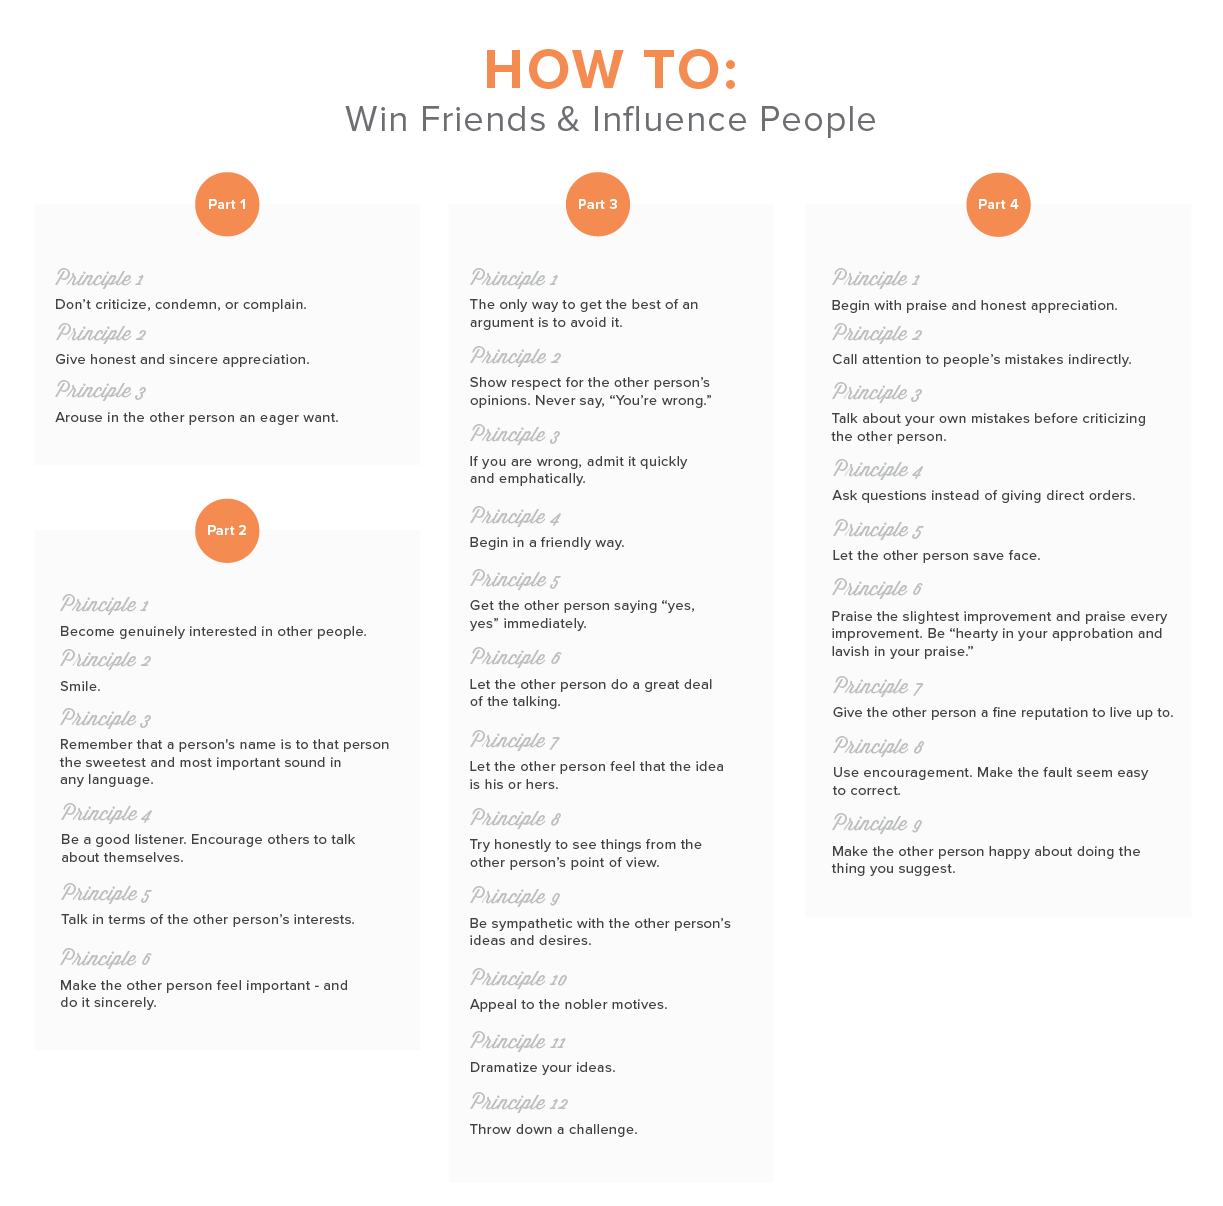 HOW TO:
Win Friends & Influence People
Part 1
Principle 1
Don't criticize, condemn, or complain.
Principle 2
Give honest and sincere appreciation.
Principle 3
Arouse in the other person an eager want.
Part 2
Principle 1
Become genuinely interested in other people.
Principle 2
Smile.
Principle 3
Remember that a person's name is to that person
the sweetest and most important sound in
any language.
Principle 4
Be a good listener. Encourage others to talk
about themselves.
Principle 5
Talk in terms of the other person's interests.
Principle 6
Make the other person feel important - and
do it sincerely.
Part 3
Principle 1
The only way to get the best of an
argument is to avoid it.
Principle 2
Show respect for the other person's
opinions. Never say, “You're wrong.”
Principle 3
If you are wrong, admit it quickly
and emphatically.
Principle 4
Begin in a friendly way.
Principle 5
Get the other person saying “yes,
yes” immediately.
Principle 6
Let the other person do a great deal
of the talking.
Principle 7
Let the other person feel that the idea
is his or hers.
Principle 8
Try honestly to see things from the
other person's point of view.
Principle 9
Be sympathetic with the other person's
ideas and desires.
Principle 10
Appeal to the nobler motives.
Principle 11
Dramatize your ideas.
Principle 12
Throw down a challenge.
Part 4
Principle 1
Begin with praise and honest appreciation.
Principle 2
Call attention to people's mistakes indirectly.
Principle 3
Talk about your own mistakes before criticizing
the other person.
Principle 4
Ask questions instead of giving direct orders.
Principle 5
Let the other person save face.
Principle 6
Praise the slightest improvement and praise every
improvement. Be “hearty in your approbation and
lavish in your praise.”
Principle 7
Give the other person a fine reputation to live up to.
Principle 8
Use encouragement. Make the fault seem easy
to correct.
Principle 9
Make the other person happy about doing the
thing you suggest.